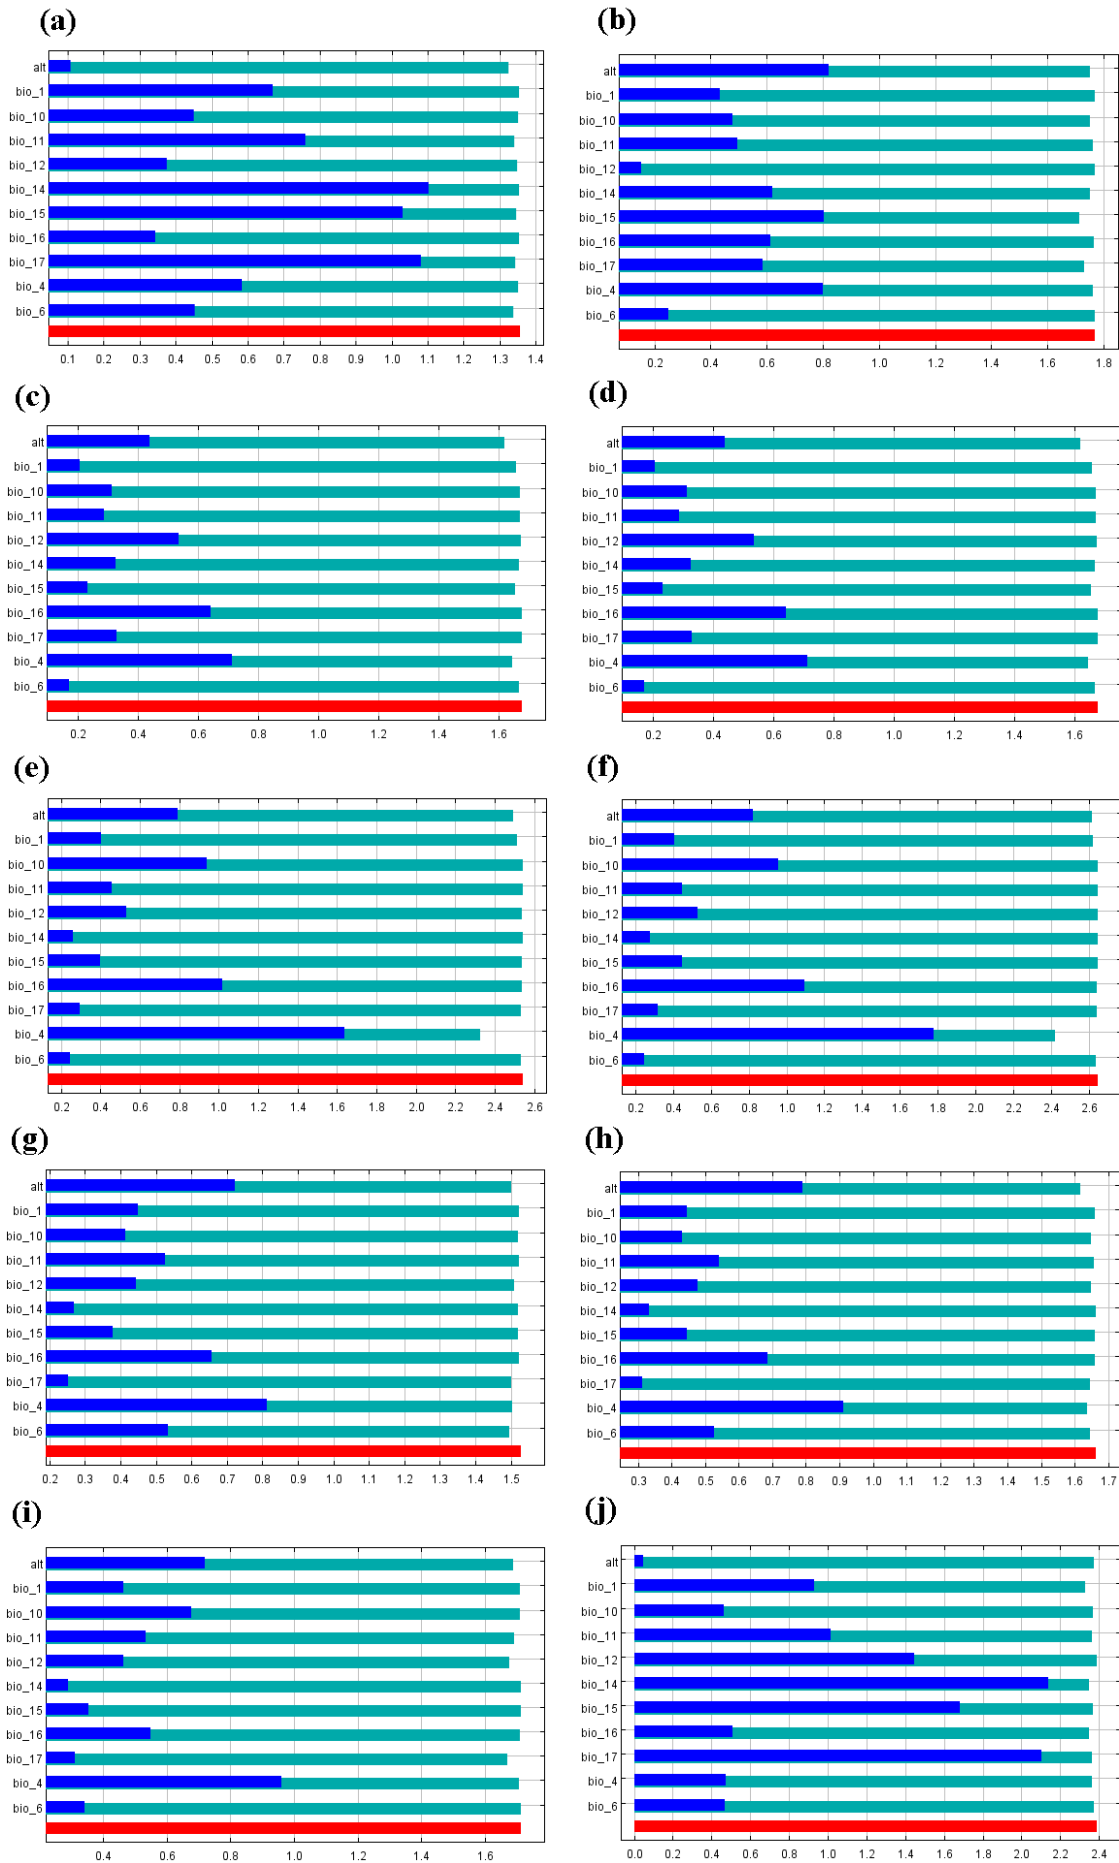 (a)
alt
bio_1
bio_10
bio_11
bio_12
bio_14
bio_15
bio_16
bio_17
bio_4
bio_6
0.1 0.2 0.3 0.4 0.5 0.6 0.7 0.8 0.9 1.0 1.1 1.2 1.3 1.4
(b)
alt
bio_1
bio_10
bio_11
bio_12
bio_14
bio_15
bio_16
bio_17
bio_4
bio_6
0.2 0.4 0.6 0.8 1.0 1.2 1.4 1.6 1.8
(c)
alt
bio_1
bio_10
bio_11
bio_12
bio_14
bio_15
bio_16
bio_17
bio_4
bio_6
0.2 0.4 0.6 0.8 1.0 1.2 1.4 1.6
(d)
alt
bio_1
bio_10
bio_11
bio_12
bio_14
bio_15
bio_16
bio_17
bio_4
bio_6
0.2 0.4 0.6 0.8 1.0 1.2 1.4 1.6
(e)
alt
bio_1
bio_10
bio_11
bio_12
bio_14
bio_15
bio_16
bio_17
bio_4
bio_6
0.2 0.4 0.6 0.8 1.0 1.2 1.4 1.6 1.8 2.0 2.2 2.4 2.6
(f)
alt
bio_1
bio_10
bio_11
bio_12
bio_14
bio_15
bio_16
bio_17
bio_4
bio_6
0.2 0.4 0.6 0.8 1.0 1.2 1.4 1.6 1.8 2.0 2.2 2.4 2.6
(g)
alt
bio_1
bio_10
bio_11
bio_12
bio_14
bio_15
bio_16
bio_17
bio_4
bio_6
0.2 0.3 0.4 0.5 0.6 0.7 0.8 0.9 1.0 1.1 1.2 1.3 1.4 1.5
(h)
alt
bio_1
bio_10
bio_11
bio_12
bio_14
bio_15
bio_16
bio_17
bio_4
bio_6
0.3 0.4 0.5 0.6 0.7 0.8 0.9 1.0 1.1 1.2 1.3 1.4 1.5 1.6 1.7
(i)
alt
bio_1
bio_10
bio_11
bio_12
bio_14
bio_15
bio_16
bio_17
bio_4
bio_6
0.4 0.6 0.8 1.0 1.2 1.4 1.6
(j)
alt
bio_1
bio_10
bio_11
bio_12
bio_14
bio_15
bio_16
bio_17
bio_4
bio_6
0.0 0.2 0.4 0.6 0.8 1.0 1.2 1.4 1.6 1.8 2.0 2.2 2.4